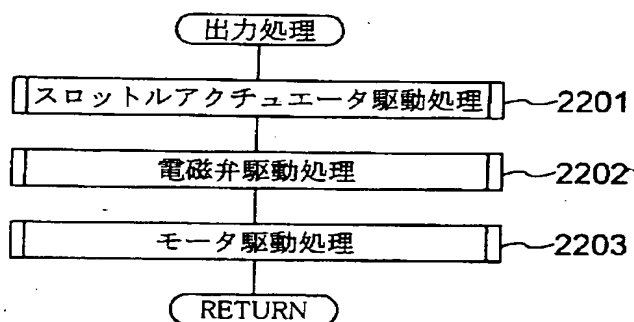 出力処理
スロットルアクチュエータ駆動処理 2201
電磁弁駆動処理 2202
モータ駆動処理 2203
RETURN